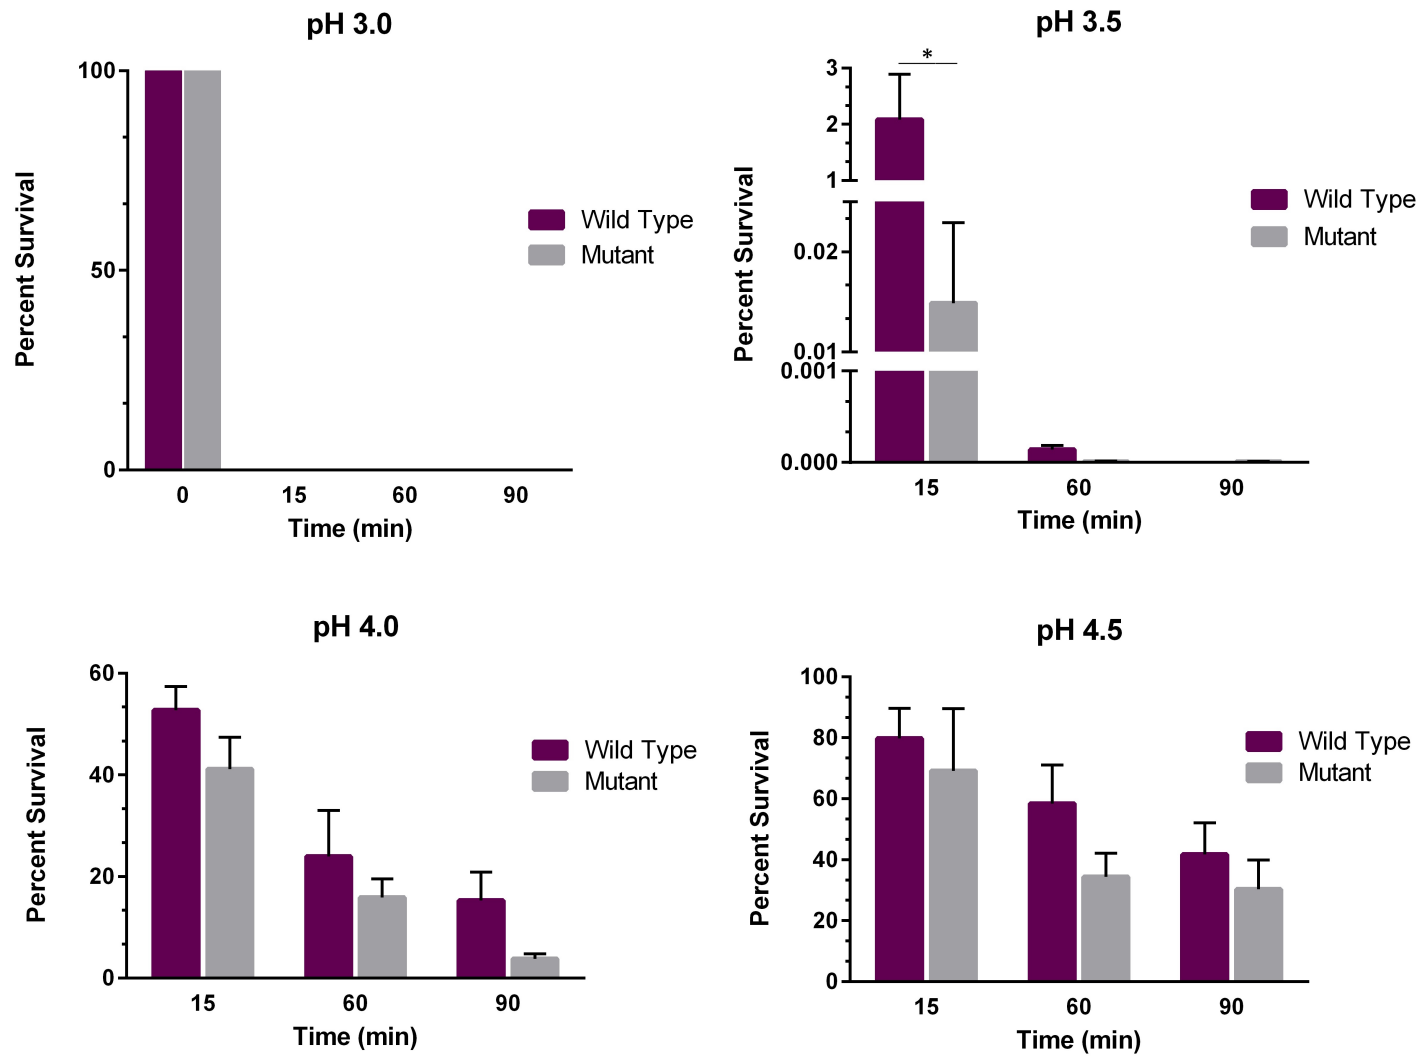 pH 3.0
Percent Survival
100
50
0
0 15 60 90
Time (min)
Wild Type
Mutant
pH 3.5
Percent Survival
*
3
2
1
0.02
0.01
0.001
0.000
15 60 90
Time (min)
Wild Type
Mutant
pH 4.0
Percent Survival
60
40
20
0
15 60 90
Time (min)
Wild Type
Mutant
pH 4.5
Percent Survival
100
80
60
40
20
0
15 60 90
Time (min)
Wild Type
Mutant